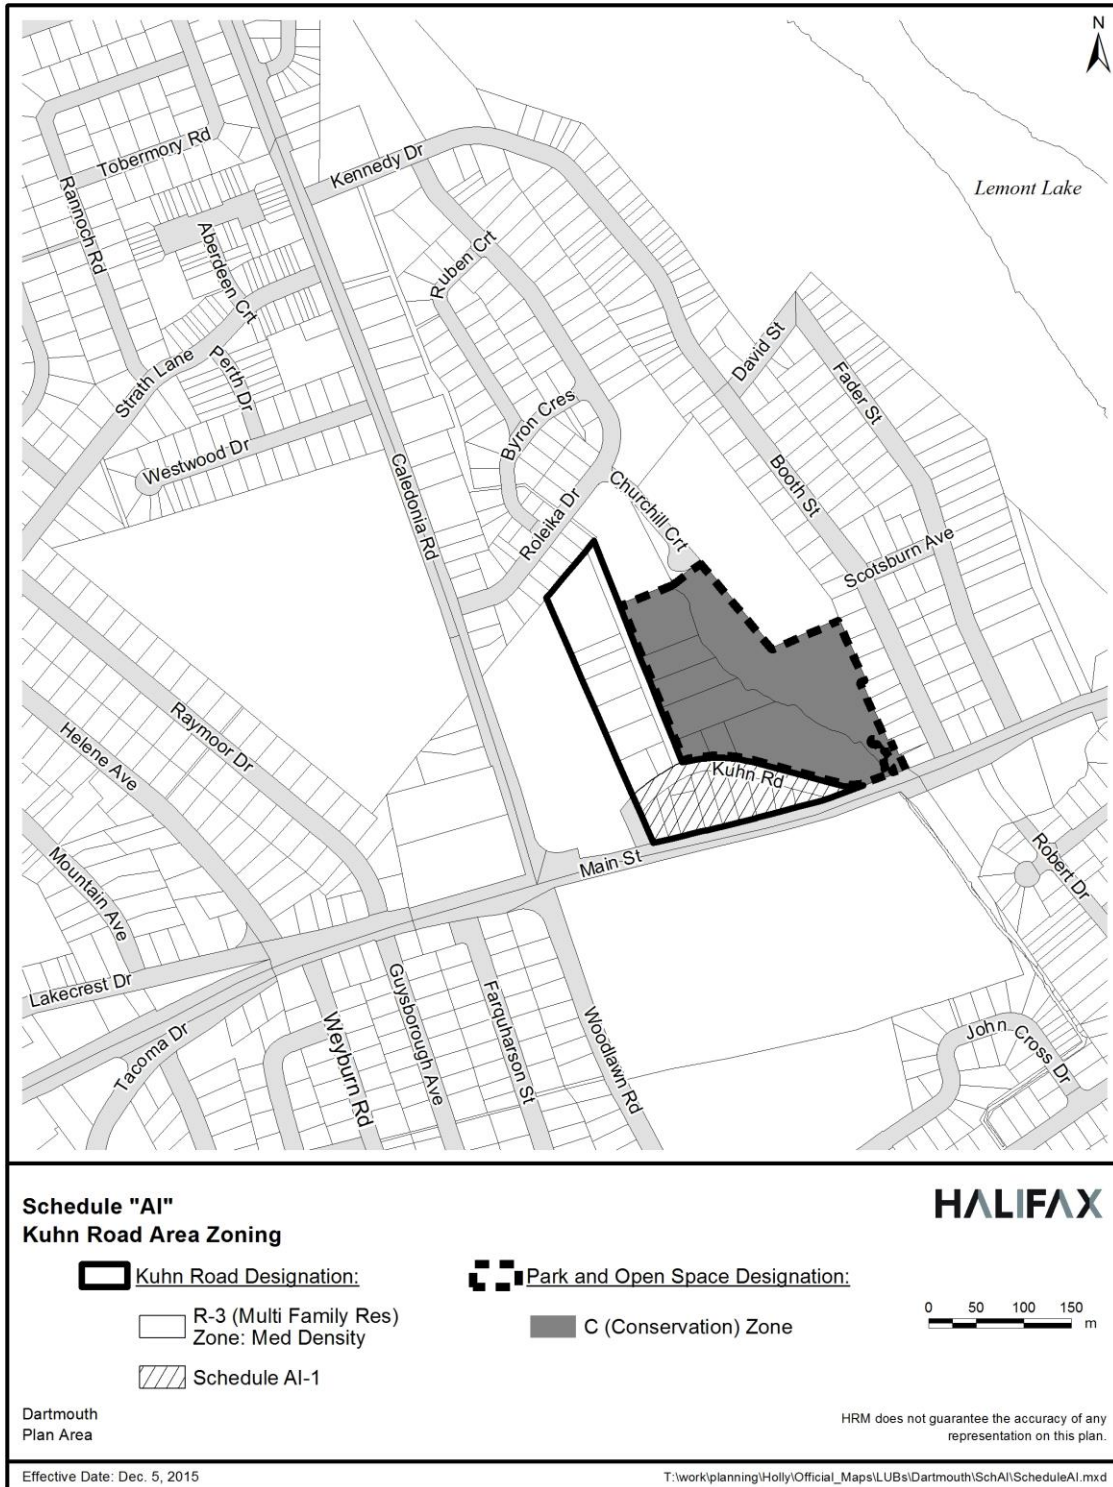 N
Lemont Lake
Tobermory Rd
Kennedy Dr
Rannoch Rd
Aberdeen Crt
Ruben Crt
Strath Lane
Perth Dr
David St
Fader St
Byron Cres
Westwood Dr
Caledonia Rd
Booth St
Churchill Crt
Roleika Dr
Scotsburn Ave
Raymoor Dr
Helene Ave
Kuhn Rd
Main St
Mountain Ave
Robert Dr
Lakecrest Dr
Tacoma Dr
Weyburn Rd
Guysborough Ave
Farquharson St
Woodlawn Rd
John Cross Dr
Schedule "AI"
Kuhn Road Area Zoning
HALIFAX
Kuhn Road Designation:
R-3 (Multi Family Res)
Zone: Med Density
Schedule AI-1
Park and Open Space Designation:
C (Conservation) Zone
0 50 100 150
m
Dartmouth
Plan Area
HRM does not guarantee the accuracy of any
representation on this plan.
Effective Date: Dec. 5, 2015
T:\work\planning\Holly\Official_Maps\LUBs\Dartmouth\SchAI\ScheduleAI.mxd